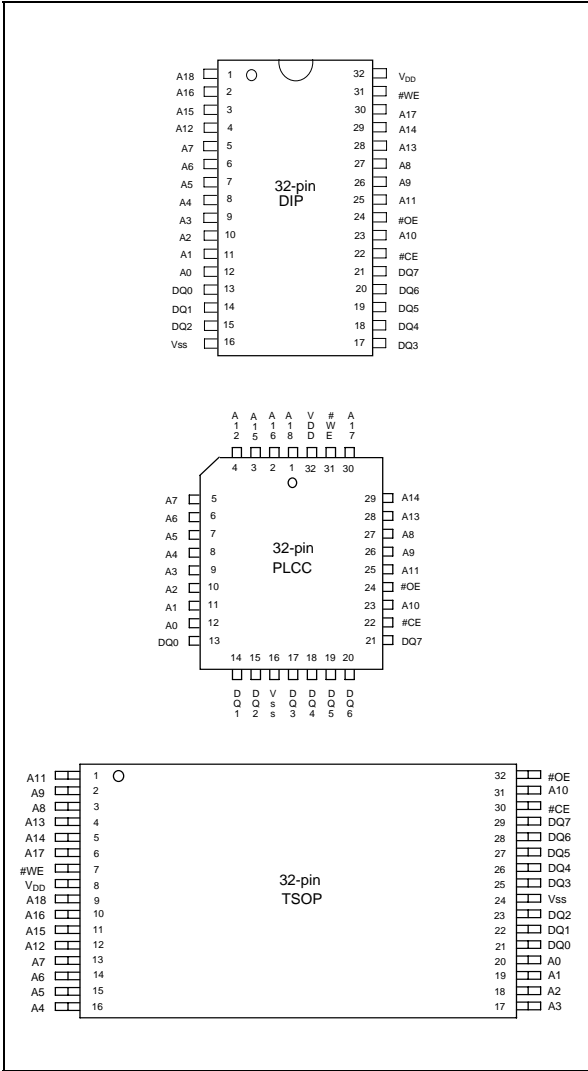 A18 1 32 VDD
A16 2 31 #WE
A15 3 30 A17
A12 4 29 A14
A7 5 28 A13
A6 6 27 A8
A5 7 26 A9
A4 8 25 A11
A3 9 24 #OE
A2 10 23 A10
A1 11 22 #CE
A0 12 21 DQ7
DQ0 13 20 DQ6
DQ1 14 19 DQ5
DQ2 15 18 DQ4
Vss 16 17 DQ3
32-pin
DIP
A12 A15 A16 A18 VDD #WE A17
4 3 2 1 32 31 30
A7 5 29 A14
A6 6 28 A13
A5 7 27 A8
A4 8 26 A9
A3 9 25 A11
A2 10 24 #OE
A1 11 23 A10
A0 12 22 #CE
DQ0 13 21 DQ7
32-pin
PLCC
14 15 16 17 18 19 20
DQ1 DQ2 Vss DQ3 DQ4 DQ5 DQ6
A11 1 32 #OE
A9 2 31 A10
A8 3 30 #CE
A13 4 29 DQ7
A14 5 28 DQ6
A17 6 27 DQ5
#WE 7 26 DQ4
VDD 8 25 DQ3
A18 9 24 Vss
A16 10 23 DQ2
A15 11 22 DQ1
A12 12 21 DQ0
A7 13 20 A0
A6 14 19 A1
A5 15 18 A2
A4 16 17 A3
32-pin
TSOP